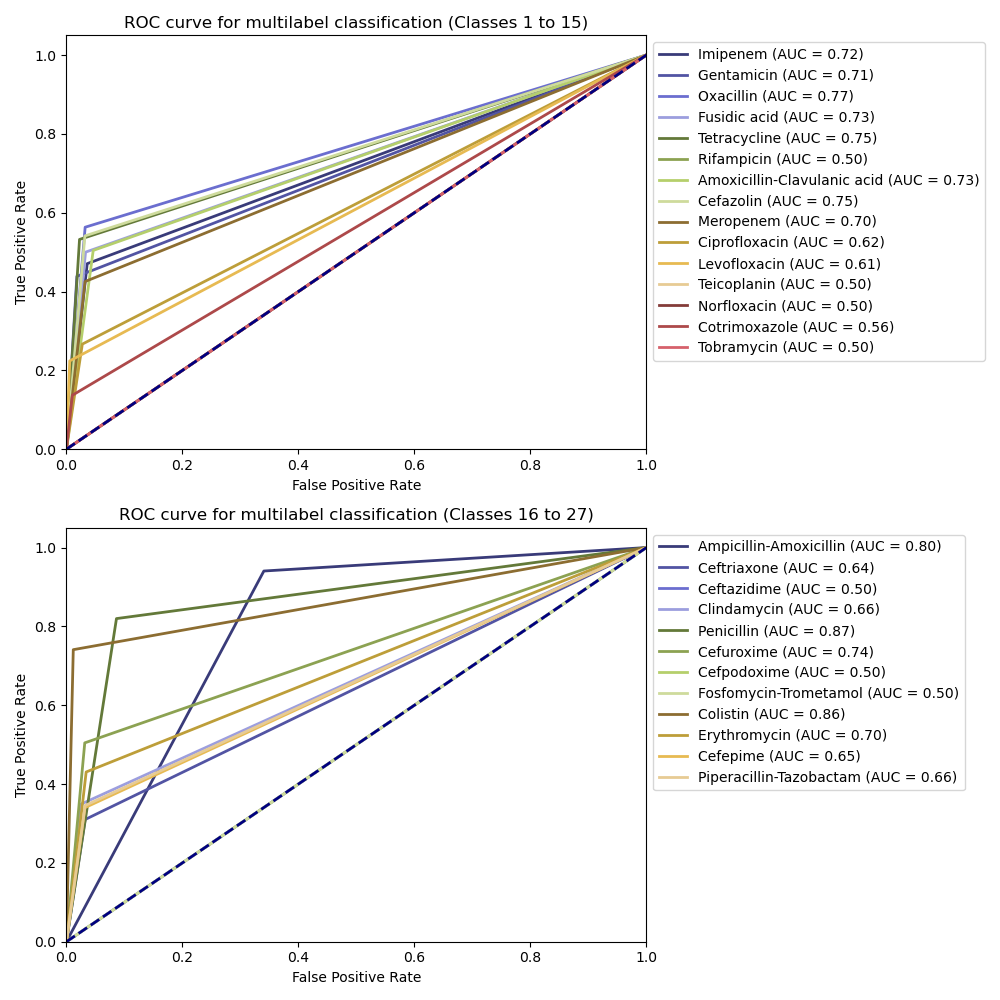 ROC curve for multilabel classification (Classes 1 to 15)
1.0
0.8
0.6
0.4
0.2
0.0
True Positive Rate
0.0 0.2 0.4 0.6 0.8 1.0
False Positive Rate
Imipenem (AUC = 0.72)
Gentamicin (AUC = 0.71)
Oxacillin (AUC = 0.77)
Fusidic acid (AUC = 0.73)
Tetracycline (AUC = 0.75)
Rifampicin (AUC = 0.50)
Amoxicillin-Clavulanic acid (AUC = 0.73)
Cefazolin (AUC = 0.75)
Meropenem (AUC = 0.70)
Ciprofloxacin (AUC = 0.62)
Levofloxacin (AUC = 0.61)
Teicoplanin (AUC = 0.50)
Norfloxacin (AUC = 0.50)
Cotrimoxazole (AUC = 0.56)
Tobramycin (AUC = 0.50)
ROC curve for multilabel classification (Classes 16 to 27)
1.0
0.8
0.6
0.4
0.2
0.0
True Positive Rate
0.0 0.2 0.4 0.6 0.8 1.0
False Positive Rate
Ampicillin-Amoxicillin (AUC = 0.80)
Ceftriaxone (AUC = 0.64)
Ceftazidime (AUC = 0.50)
Clindamycin (AUC = 0.66)
Penicillin (AUC = 0.87)
Cefuroxime (AUC = 0.74)
Cefpodoxime (AUC = 0.50)
Fosfomycin-Trometamol (AUC = 0.50)
Colistin (AUC = 0.86)
Erythromycin (AUC = 0.70)
Cefepime (AUC = 0.65)
Piperacillin-Tazobactam (AUC = 0.66)